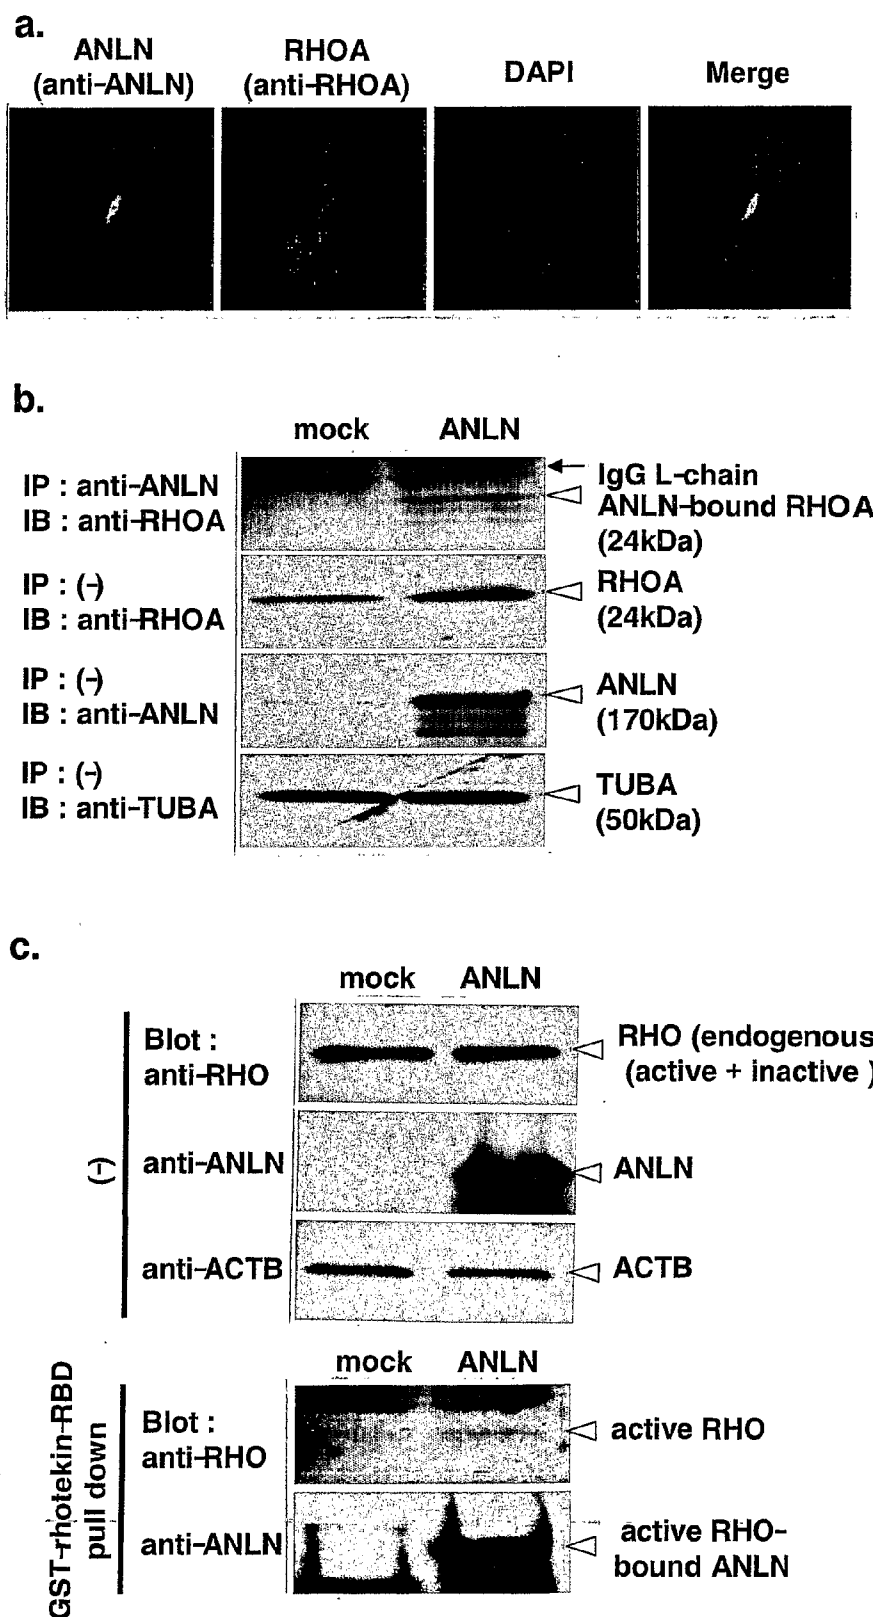 a.
ANLN
(anti-ANLN)
RHOA
(anti-RHOA)
DAPI
Merge
b.
mock
ANLN
IP : anti-ANLN
IB : anti-RHOA
IgG L-chain
ANLN-bound RHOA
(24kDa)
IP : (-)
IB : anti-RHOA
RHOA
(24kDa)
IP : (-)
IB : anti-ANLN
ANLN
(170kDa)
IP : (-)
IB : anti-TUBA
TUBA
(50kDa)
c.
mock
ANLN
(-)
Blot :
anti-RHO
RHO (endogenous
(active + inactive )
anti-ANLN
ANLN
anti-ACTB
ACTB
mock
ANLN
GST-rhotekin-RBD
pull down
Blot :
anti-RHO
active RHO
anti-ANLN
active RHO-
bound ANLN